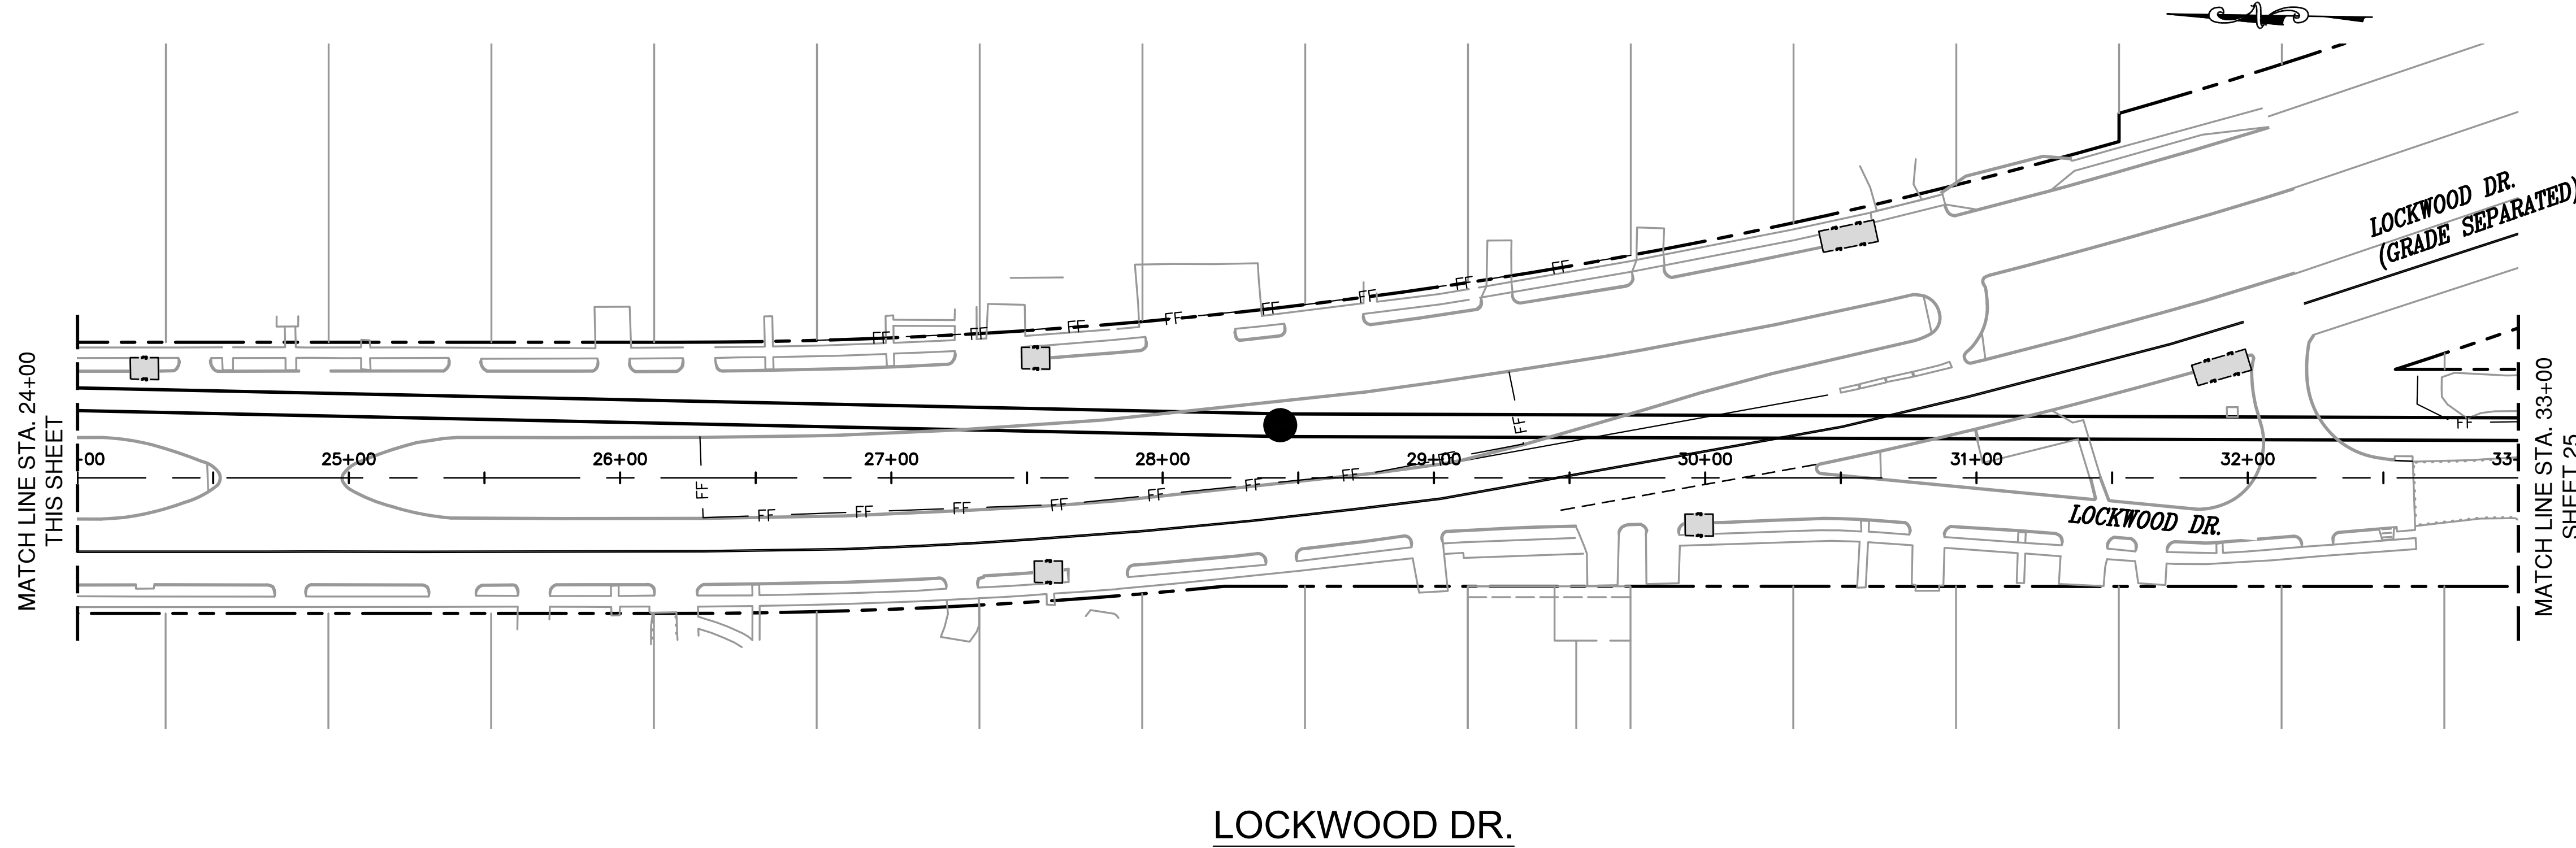 LOCKWOOD DR.
(GRADE SEPARATED)
MATCH LINE STA. 24+00
THIS SHEET
FF FF FF FF FF FF FF FF
-00 25+00 26+00 27+00 28+00 29+00 30+00 31+00 32+00 33-
FF FF FF FF FF FF FF FF FF FF FF
LOCKWOOD DR.
MATCH LINE STA. 33+00
SHEET 25
LOCKWOOD DR.